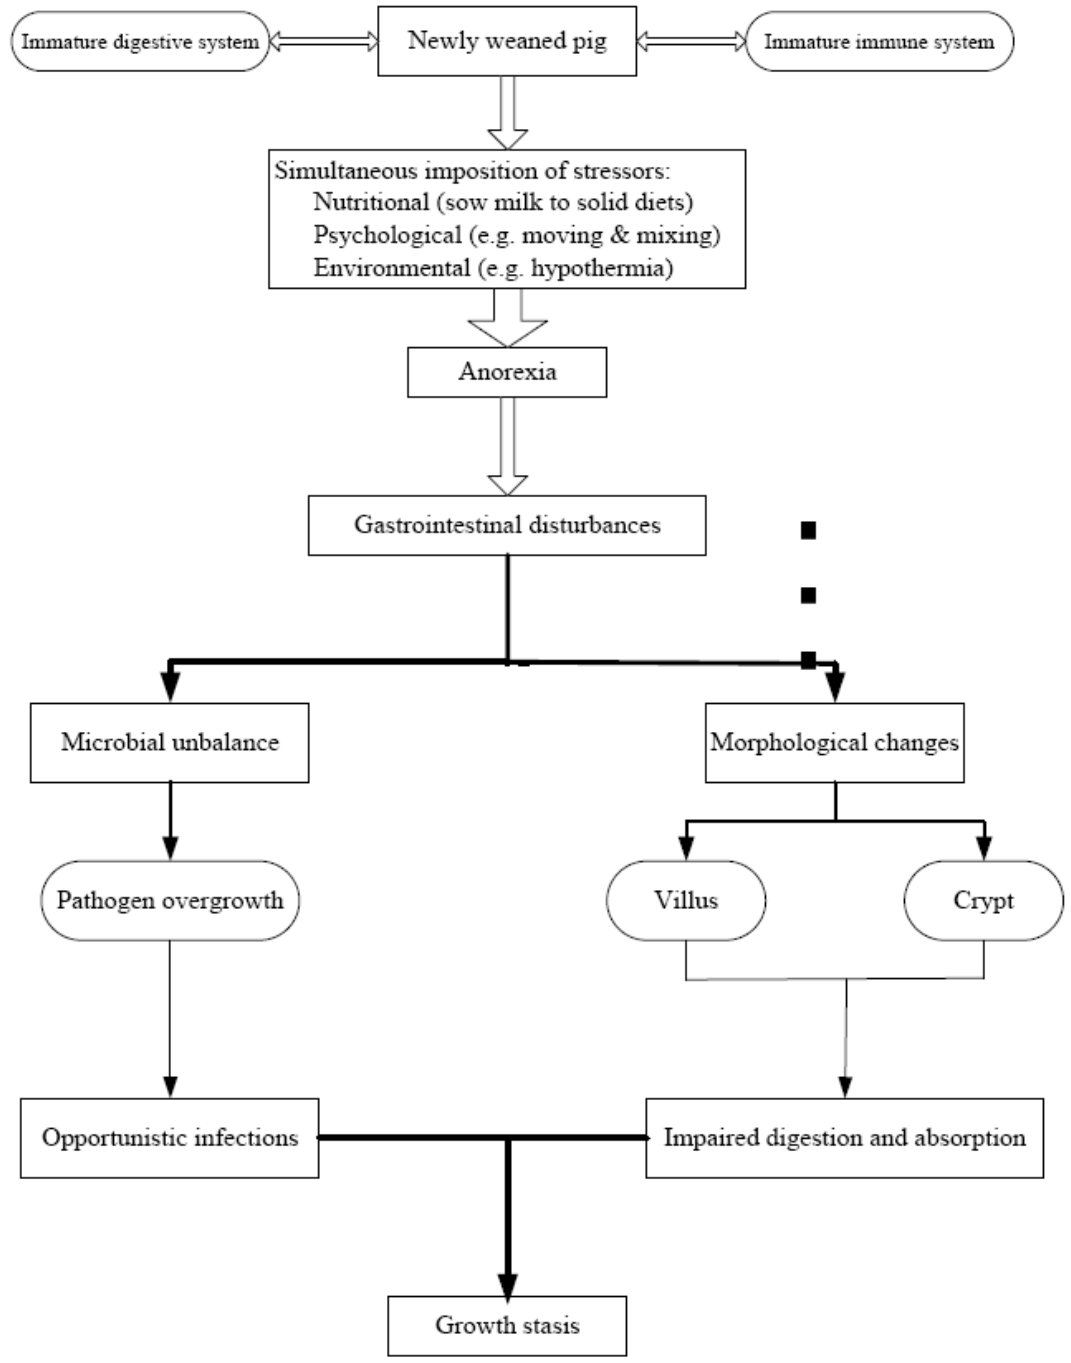 Immature digestive system
Newly weaned pig
Immature immune system
Simultaneous imposition of stressors:
Nutritional (sow milk to solid diets)
Psychological (e.g. moving & mixing)
Environmental (e.g. hypothermia)
Anorexia
Gastrointestinal disturbances
Microbial unbalance
Morphological changes
Pathogen overgrowth
Villus
Crypt
Opportunistic infections
Impaired digestion and absorption
Growth stasis